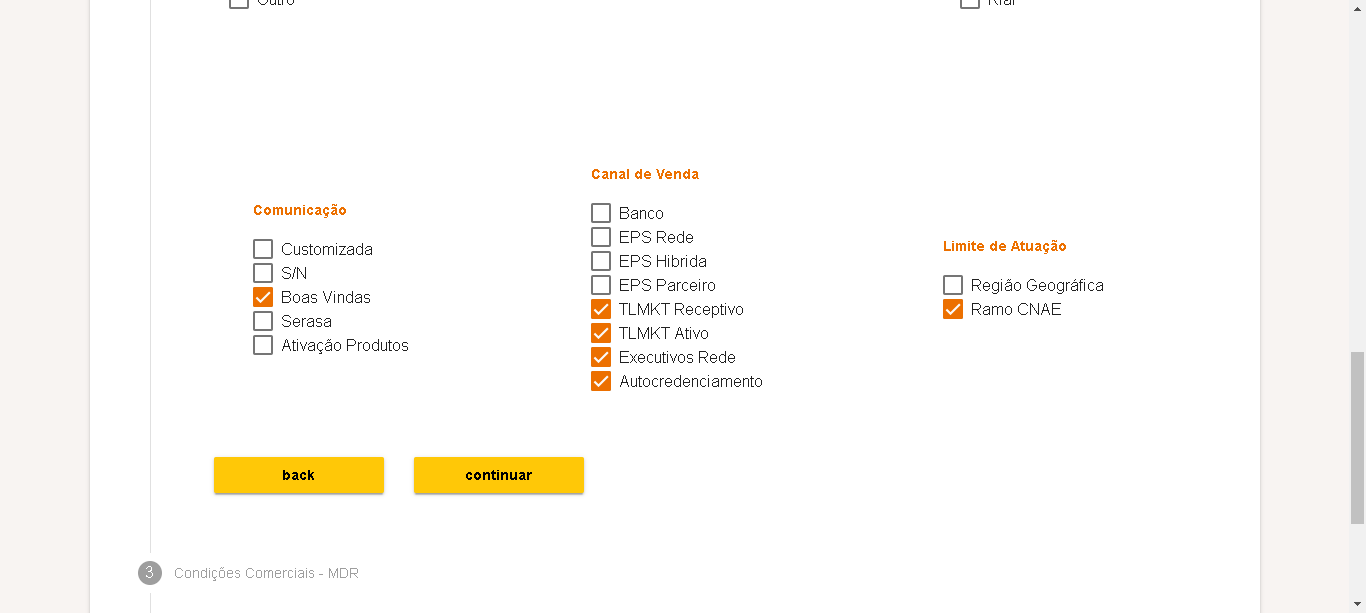 Outro
Comunicação
Customizada
S/N
Boas Vindas
Serasa
Ativação Produtos
Canal de Venda
Banco
EPS Rede
EPS Hibrida
EPS Parceiro
TLMKT Receptivo
TLMKT Ativo
Executivos Rede
Autocredenciamento
Limite de Atuação
Região Geográfica
Ramo CNAE
back
continuar
3 Condições Comerciais - MDR